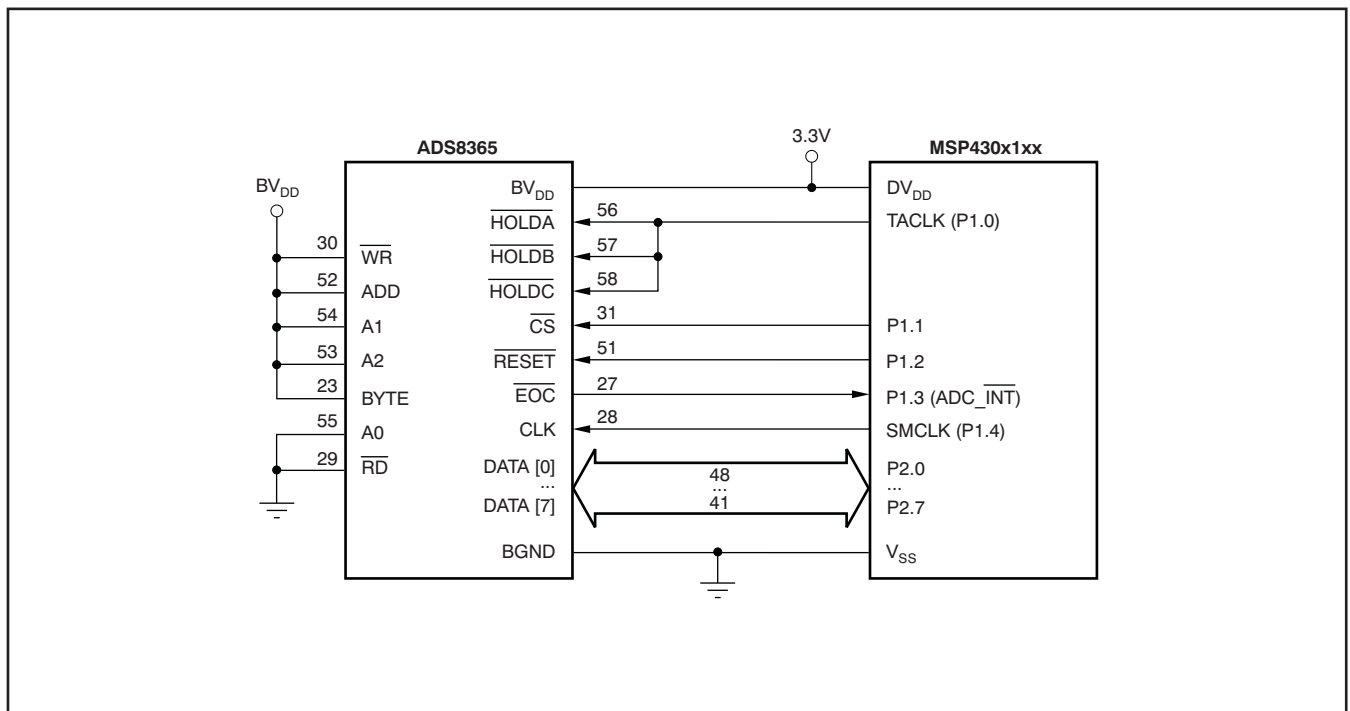 ADS8365
3.3V
MSP430x1xx
BVDD
30 WR
52 ADD
54 A1
53 A2
23 BYTE
55 A0
29 RD
BVDD
HOLDA 56
HOLDB 57
HOLDC 58
CS 31
RESET 51
EOC 27
CLK 28
DATA [0]
...
DATA [7]
BGND
48
...
41
DVDD
TACLK (P1.0)
P1.1
P1.2
P1.3 (ADC_INT)
SMCLK (P1.4)
P2.0
...
P2.7
VSS